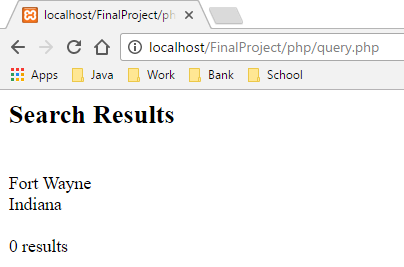 localhost/FinalProject/ph
localhost/FinalProject/php/query.php
Apps Java Work Bank School
Search Results
Fort Wayne
Indiana
0 results